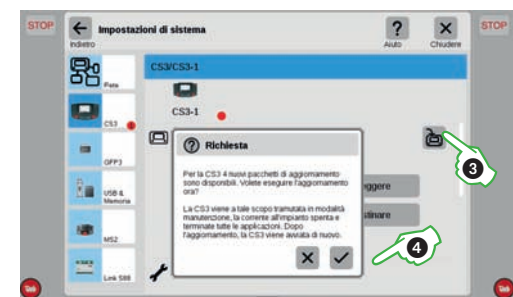 STOP
Impostazioni di sistema
?
×
STOP
Indietro
Aiuto
Chiudere
CS3/CS3-1
Rete
CS3-1
CS3
Richiesta
GFP3
Per la CS3 4 nuovi pacchetti di aggiornamento
sono disponibili. Volete eseguire l'aggiornamento
ora?
USB &
Memoria
ggere
La CS3 viene a tale scopo tramutata in modalità
manutenzione, la corrente all'impianto spenta e
terminate tutte le applicazioni. Dopo
l'aggiornamento, la CS3 viene avviata di nuovo.
stinare
MS2
Link S88
3
4